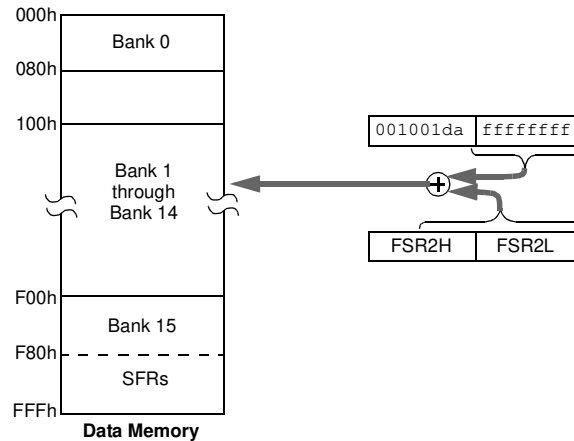 000h
Bank 0
080h
100h
001001da ffffffff
Bank 1
through
Bank 14
FSR2H FSR2L
F00h
Bank 15
F80h
SFRs
FFFh
Data Memory